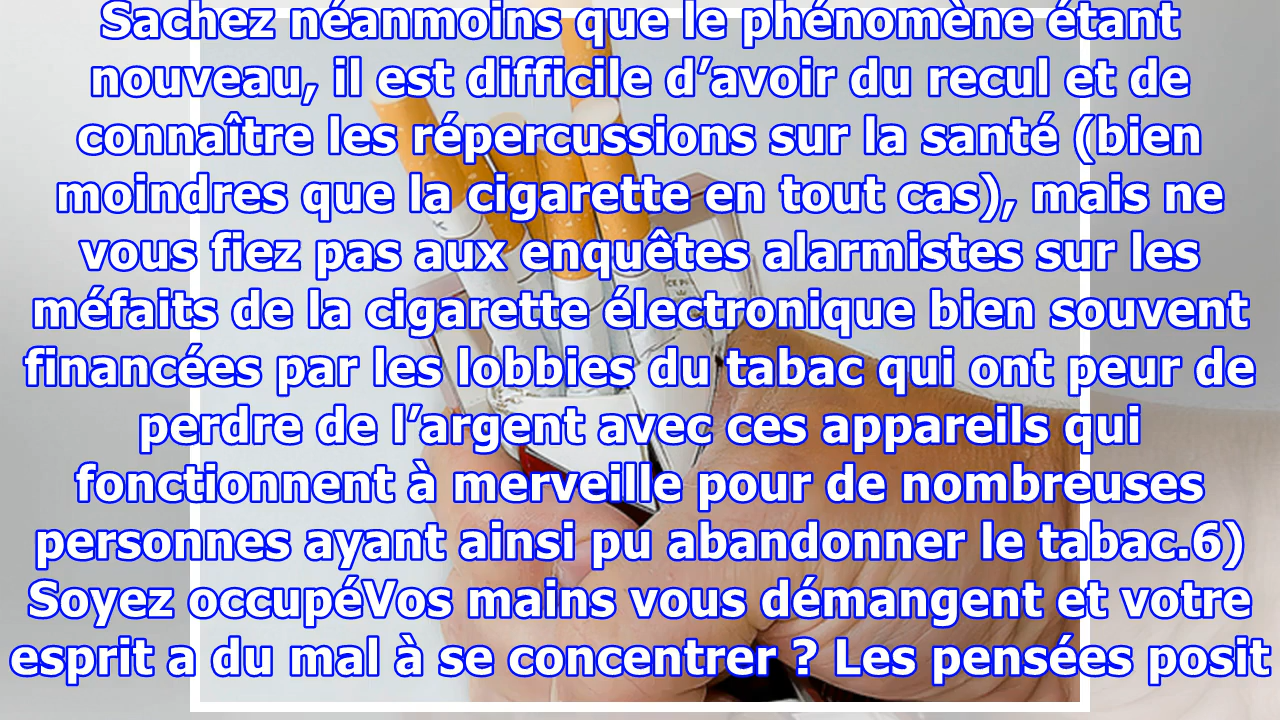 Sachez néanmoins que le phénomène étant
nouveau, il est difficile d’avoir du recul et de
connaître les répercussions sur la santé (bien
moindres que la cigarette en tout cas), mais ne
vous fiez pas aux enquêtes alarmistes sur les
méfaits de la cigarette électronique bien souvent
financées par les lobbies du tabac qui ont peur de
perdre de l’argent avec ces appareils qui
fonctionnent à merveille pour de nombreuses
personnes ayant ainsi pu abandonner le tabac.6)
Soyez occupéVos mains vous démangent et votre
esprit a du mal à se concentrer ? Les pensées posit